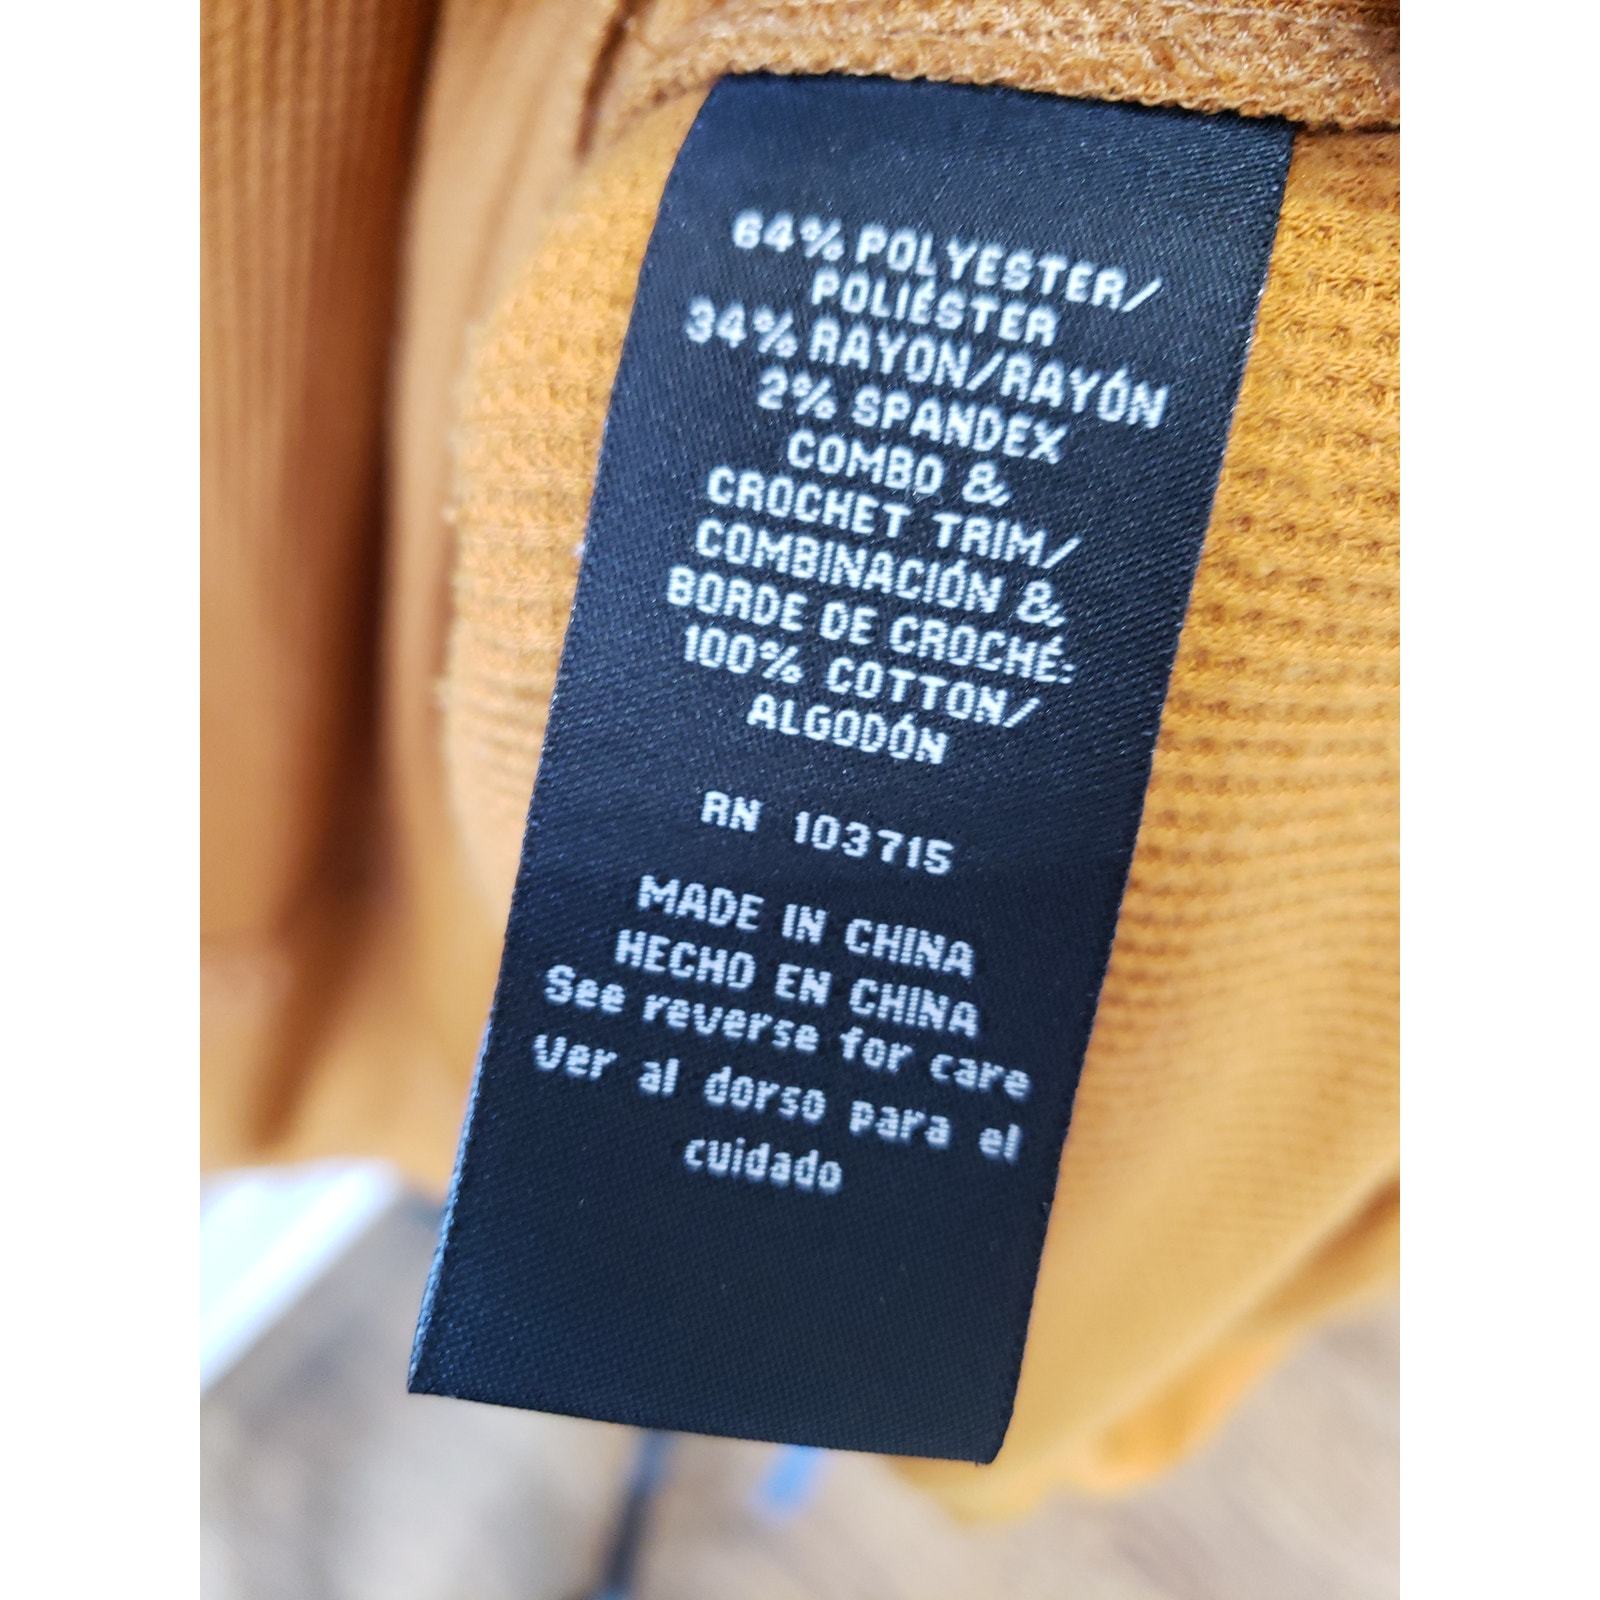 64% POLYESTER/
POLIÉSTER
34% RAYON/RAYÓN
2% SPANDEX
COMBO &
CROCHET TRIM/
COMBINACIÓN &
BORDE DE CROCHÉ:
100% COTTON/
ALGODÓN
RN 103715
MADE IN CHINA
HECHO EN CHINA
See reverse for care
Ver al dorso para el
cuidado